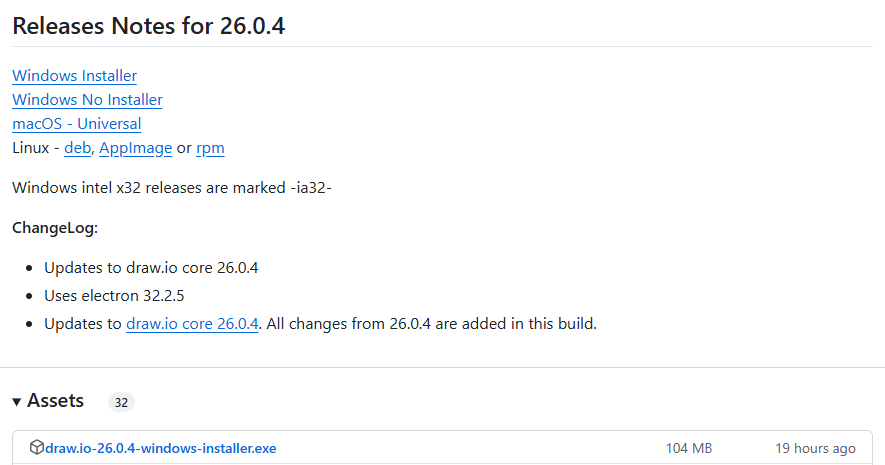 Releases Notes for 26.0.4
Windows Installer
Windows No Installer
macOS - Universal
Linux - deb, AppImage or rpm
Windows intel x32 releases are marked -ia32-
ChangeLog:
Updates to draw.io core 26.0.4
Uses electron 32.2.5
Updates to draw.io core 26.0.4. All changes from 26.0.4 are added in this build.
Assets 32
draw.io-26.0.4-windows-installer.exe 104 MB 19 hours ago